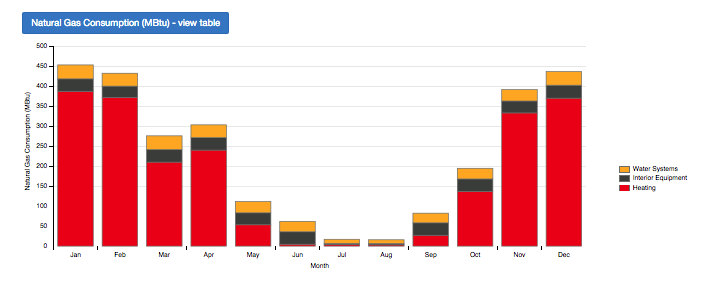 Natural Gas Consumption (MBtu) - view table
500
450
400
350
300
250
200
150
100
50
0
Natural Gas Consumption (MBtu)
Jan Feb Mar Apr May Jun Jul Aug Sep Oct Nov Dec
Month
Water Systems
Interior Equipment
Heating